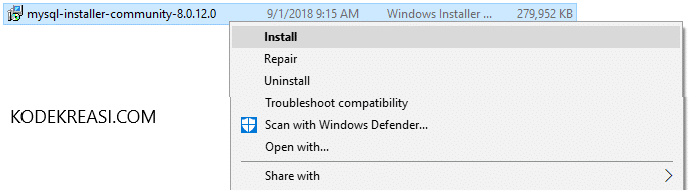 mysql-installer-community-8.0.12.0 9/1/2018 9:15 AM Windows Installer ... 279,952 KB
Install
Repair
Uninstall
Troubleshoot compatibility
KODEKREASI.COM
Scan with Windows Defender...
Open with...
Share with